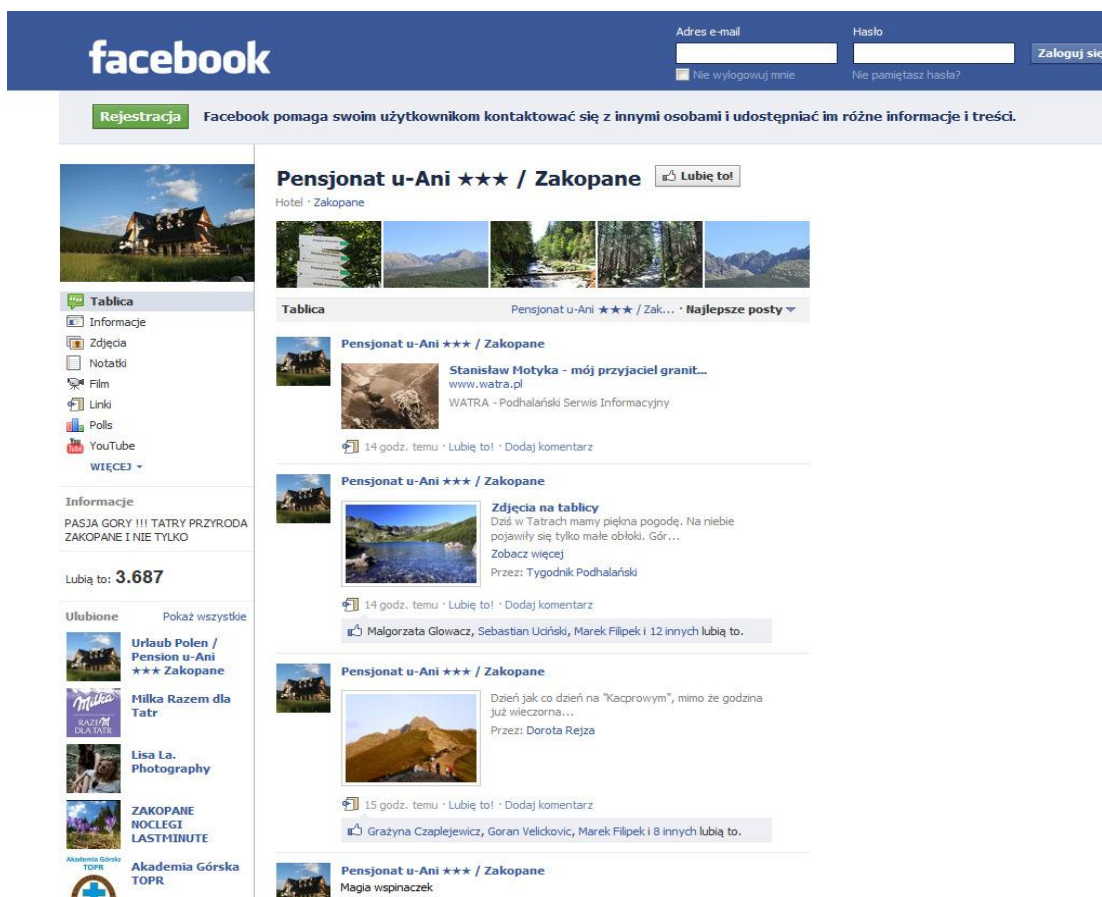 facebook
Adres e-mail
Hasło
Zaloguj się
Nie wylogowuj mnie
Nie pamiętasz hasła?
Rejestracja
Facebook pomaga swoim użytkownikom kontaktować się z innymi osobami i udostępniać im różne informacje i treści.
Pensjonat u-Ani ★★★ / Zakopane
Lubię to!
Hotel · Zakopane
Tablica
Informacje
Zdjęcia
Notatki
Film
Linki
Polls
YouTube
WIĘCEJ
Informacje
PASJA GORY !!! TATRY PRZYRODA
ZAKOPANE I NIE TYLKO
Lubią to: 3.687
Ulubione
Pokaż wszystkie
Urlaub Polen /
Pension u-Ani
★★★ Zakopane
Milka
RAZEM
DLA TATR
Milka Razem dla
Tatr
Lisa La.
Photography
ZAKOPANE
NOCLEGI
LASTMINUTE
Akademia Górska
TOPR
Akademia Górska
TOPR
Tablica
Pensjonat u-Ani ★★★ / Zak... · Najlepsze posty
Pensjonat u-Ani ★★★ / Zakopane
Stanisław Motyka - mój przyjaciel granit...
www.watra.pl
WATRA - Podhalański Serwis Informacyjny
14 godz. temu · Lubię to! · Dodaj komentarz
Pensjonat u-Ani ★★★ / Zakopane
Zdjęcia na tablicy
Dziś w Tatrach mamy piękna pogodę. Na niebie
pojawiły się tylko małe obłoki. Gór...
Zobacz więcej
Przez: Tygodnik Podhalański
14 godz. temu · Lubię to! · Dodaj komentarz
Malgorzata Glowacz, Sebastian Uciński, Marek Filipek i 12 innych lubią to.
Pensjonat u-Ani ★★★ / Zakopane
Dzień jak co dzień na "Kacprowym", mimo że godzina
już wieczorna...
Przez: Dorota Rejza
15 godz. temu · Lubię to! · Dodaj komentarz
Grażyna Czaplejewicz, Goran Velickovic, Marek Filipek i 8 innych lubią to.
Pensjonat u-Ani ★★★ / Zakopane
Magia wspinaczek